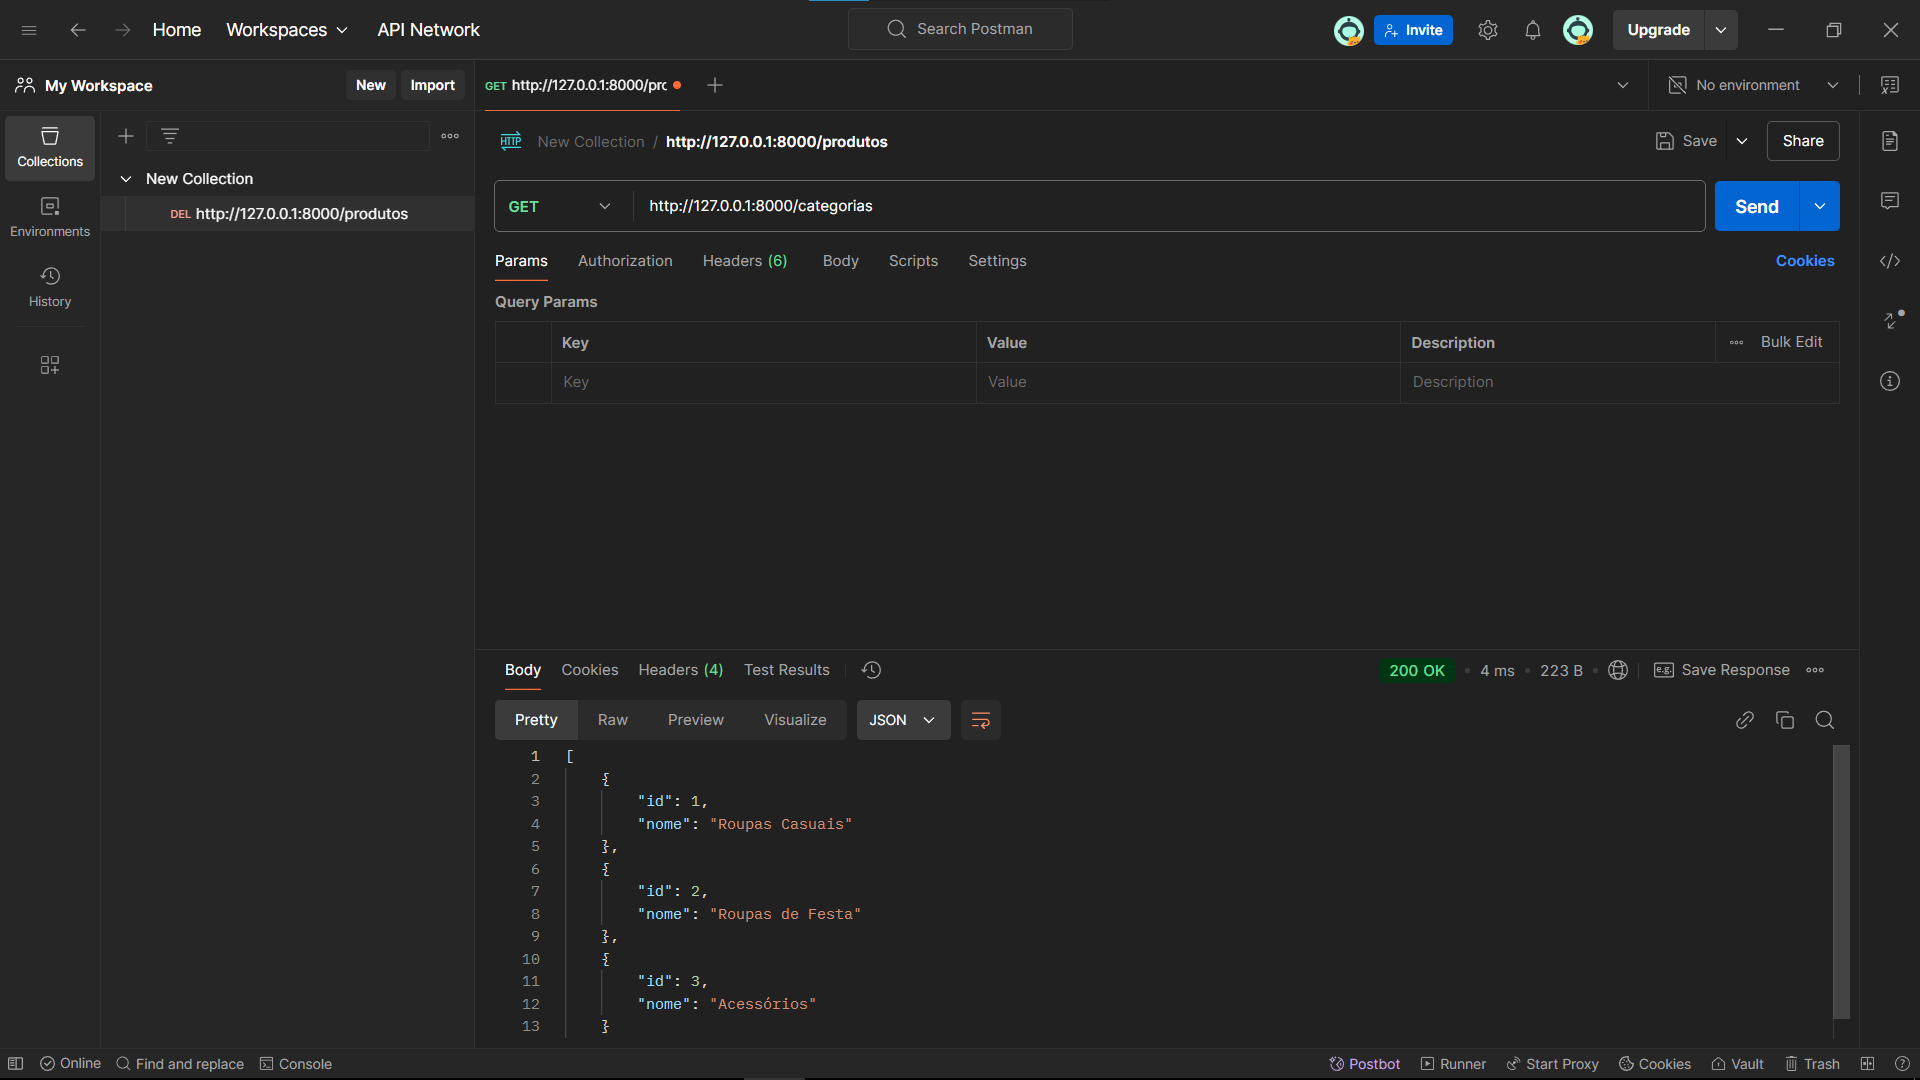 Home Workspaces API Network Search Postman Invite Upgrade
My Workspace New Import GET http://127.0.0.1:8000/prc No environment
Collections
Environments
History
New Collection
DEL http://127.0.0.1:8000/produtos
HTTP New Collection / http://127.0.0.1:8000/produtos Save Share
GET http://127.0.0.1:8000/categorias Send
Params Authorization Headers (6) Body Scripts Settings Cookies
Query Params
Key Value Description Bulk Edit
Key Value Description
Body Cookies Headers (4) Test Results 200 OK • 4 ms • 223 B • e.g. Save Response
Pretty Raw Preview Visualize JSON
1 [
2 {
3 "id": 1,
4 "nome": "Roupas Casuais"
5 },
6 {
7 "id": 2,
8 "nome": "Roupas de Festa"
9 },
10 {
11 "id": 3,
12 "nome": "Acessórios"
13 }
Online Find and replace Console Postbot Runner Start Proxy Cookies Vault Trash